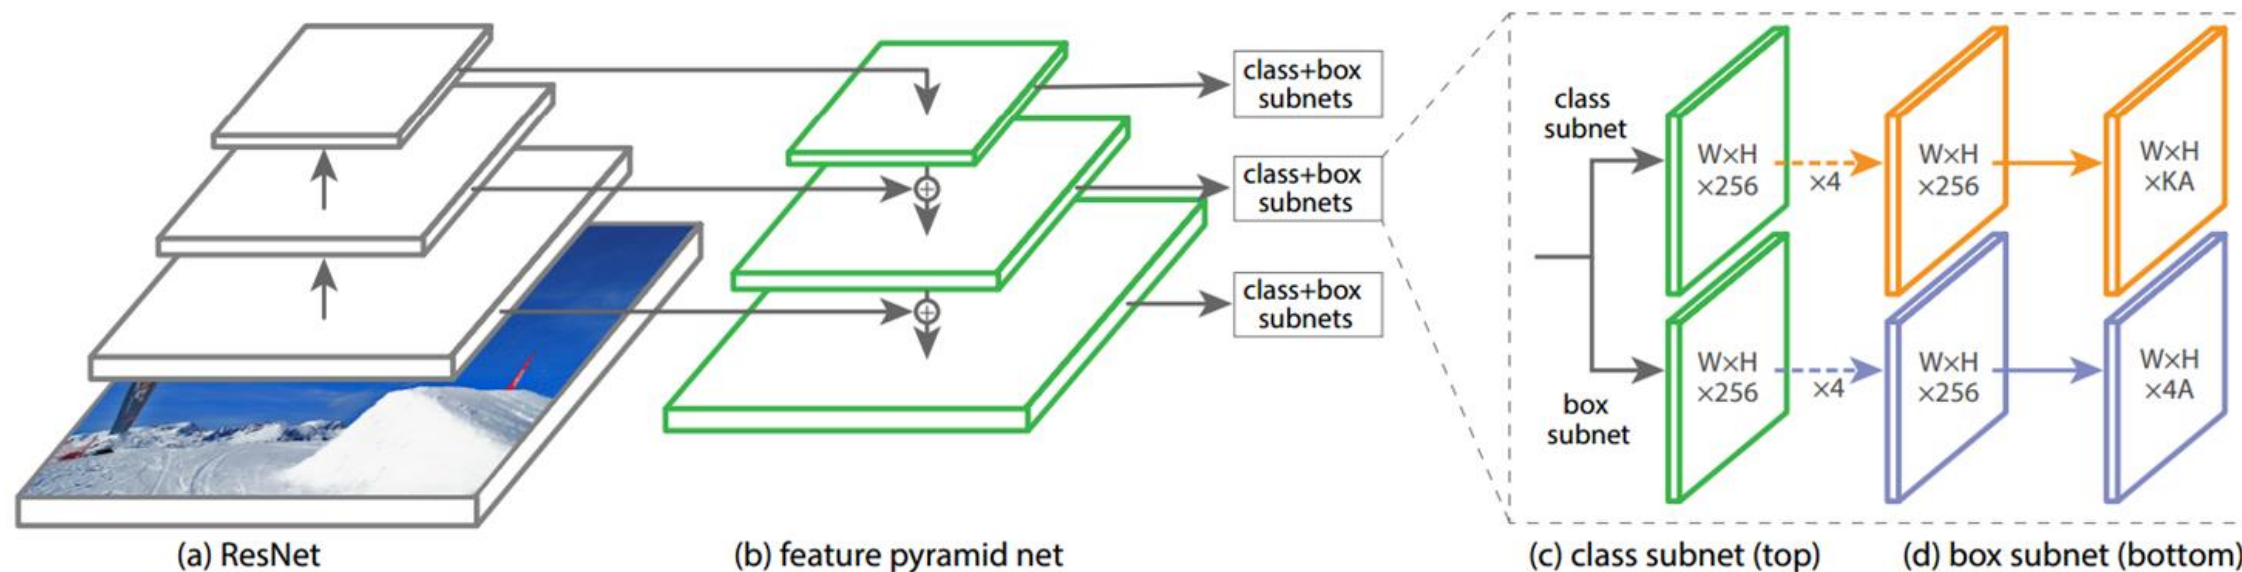 class+box
subnets
class+box
subnets
class+box
subnets
class
subnet
W×H
×256
×4
W×H
×256
W×H
×KA
box
subnet
W×H
×256
×4
W×H
×256
W×H
×4A
(a) ResNet
(b) feature pyramid net
(c) class subnet (top)
(d) box subnet (bottom)